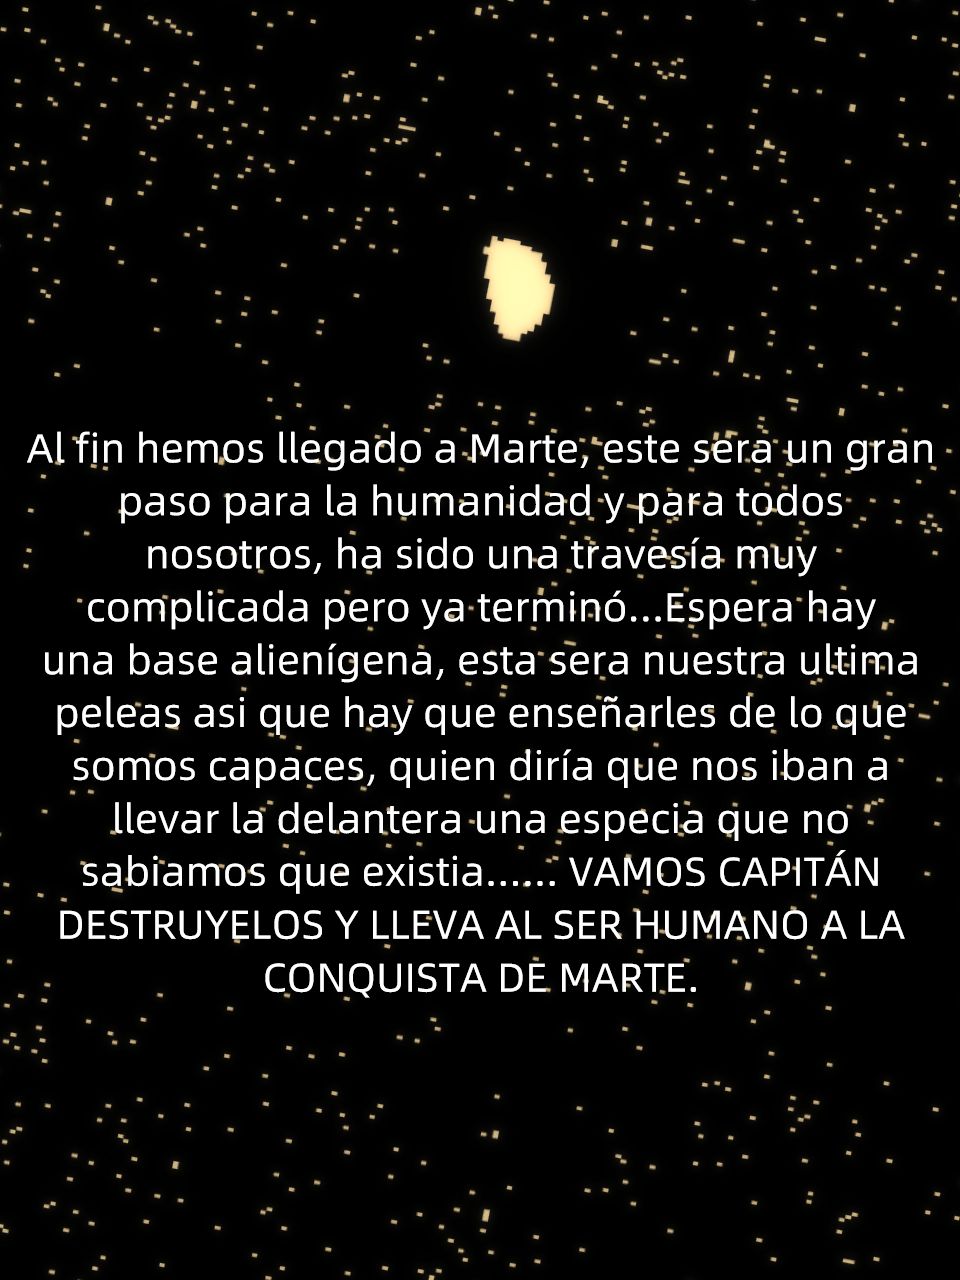 Al fin hemos llegado a Marte, este sera un gran
paso para la humanidad y para todos
nosotros, ha sido una travesía muy
complicada pero ya terminó...Espera hay
una base alienígena, esta sera nuestra ultima
peleas asi que hay que enseñarles de lo que
somos capaces, quien diría que nos iban a
llevar la delantera una especia que no
sabiamos que existia...... VAMOS CAPITÁN
DESTRUYELOS Y LLEVA AL SER HUMANO A LA
CONQUISTA DE MARTE.